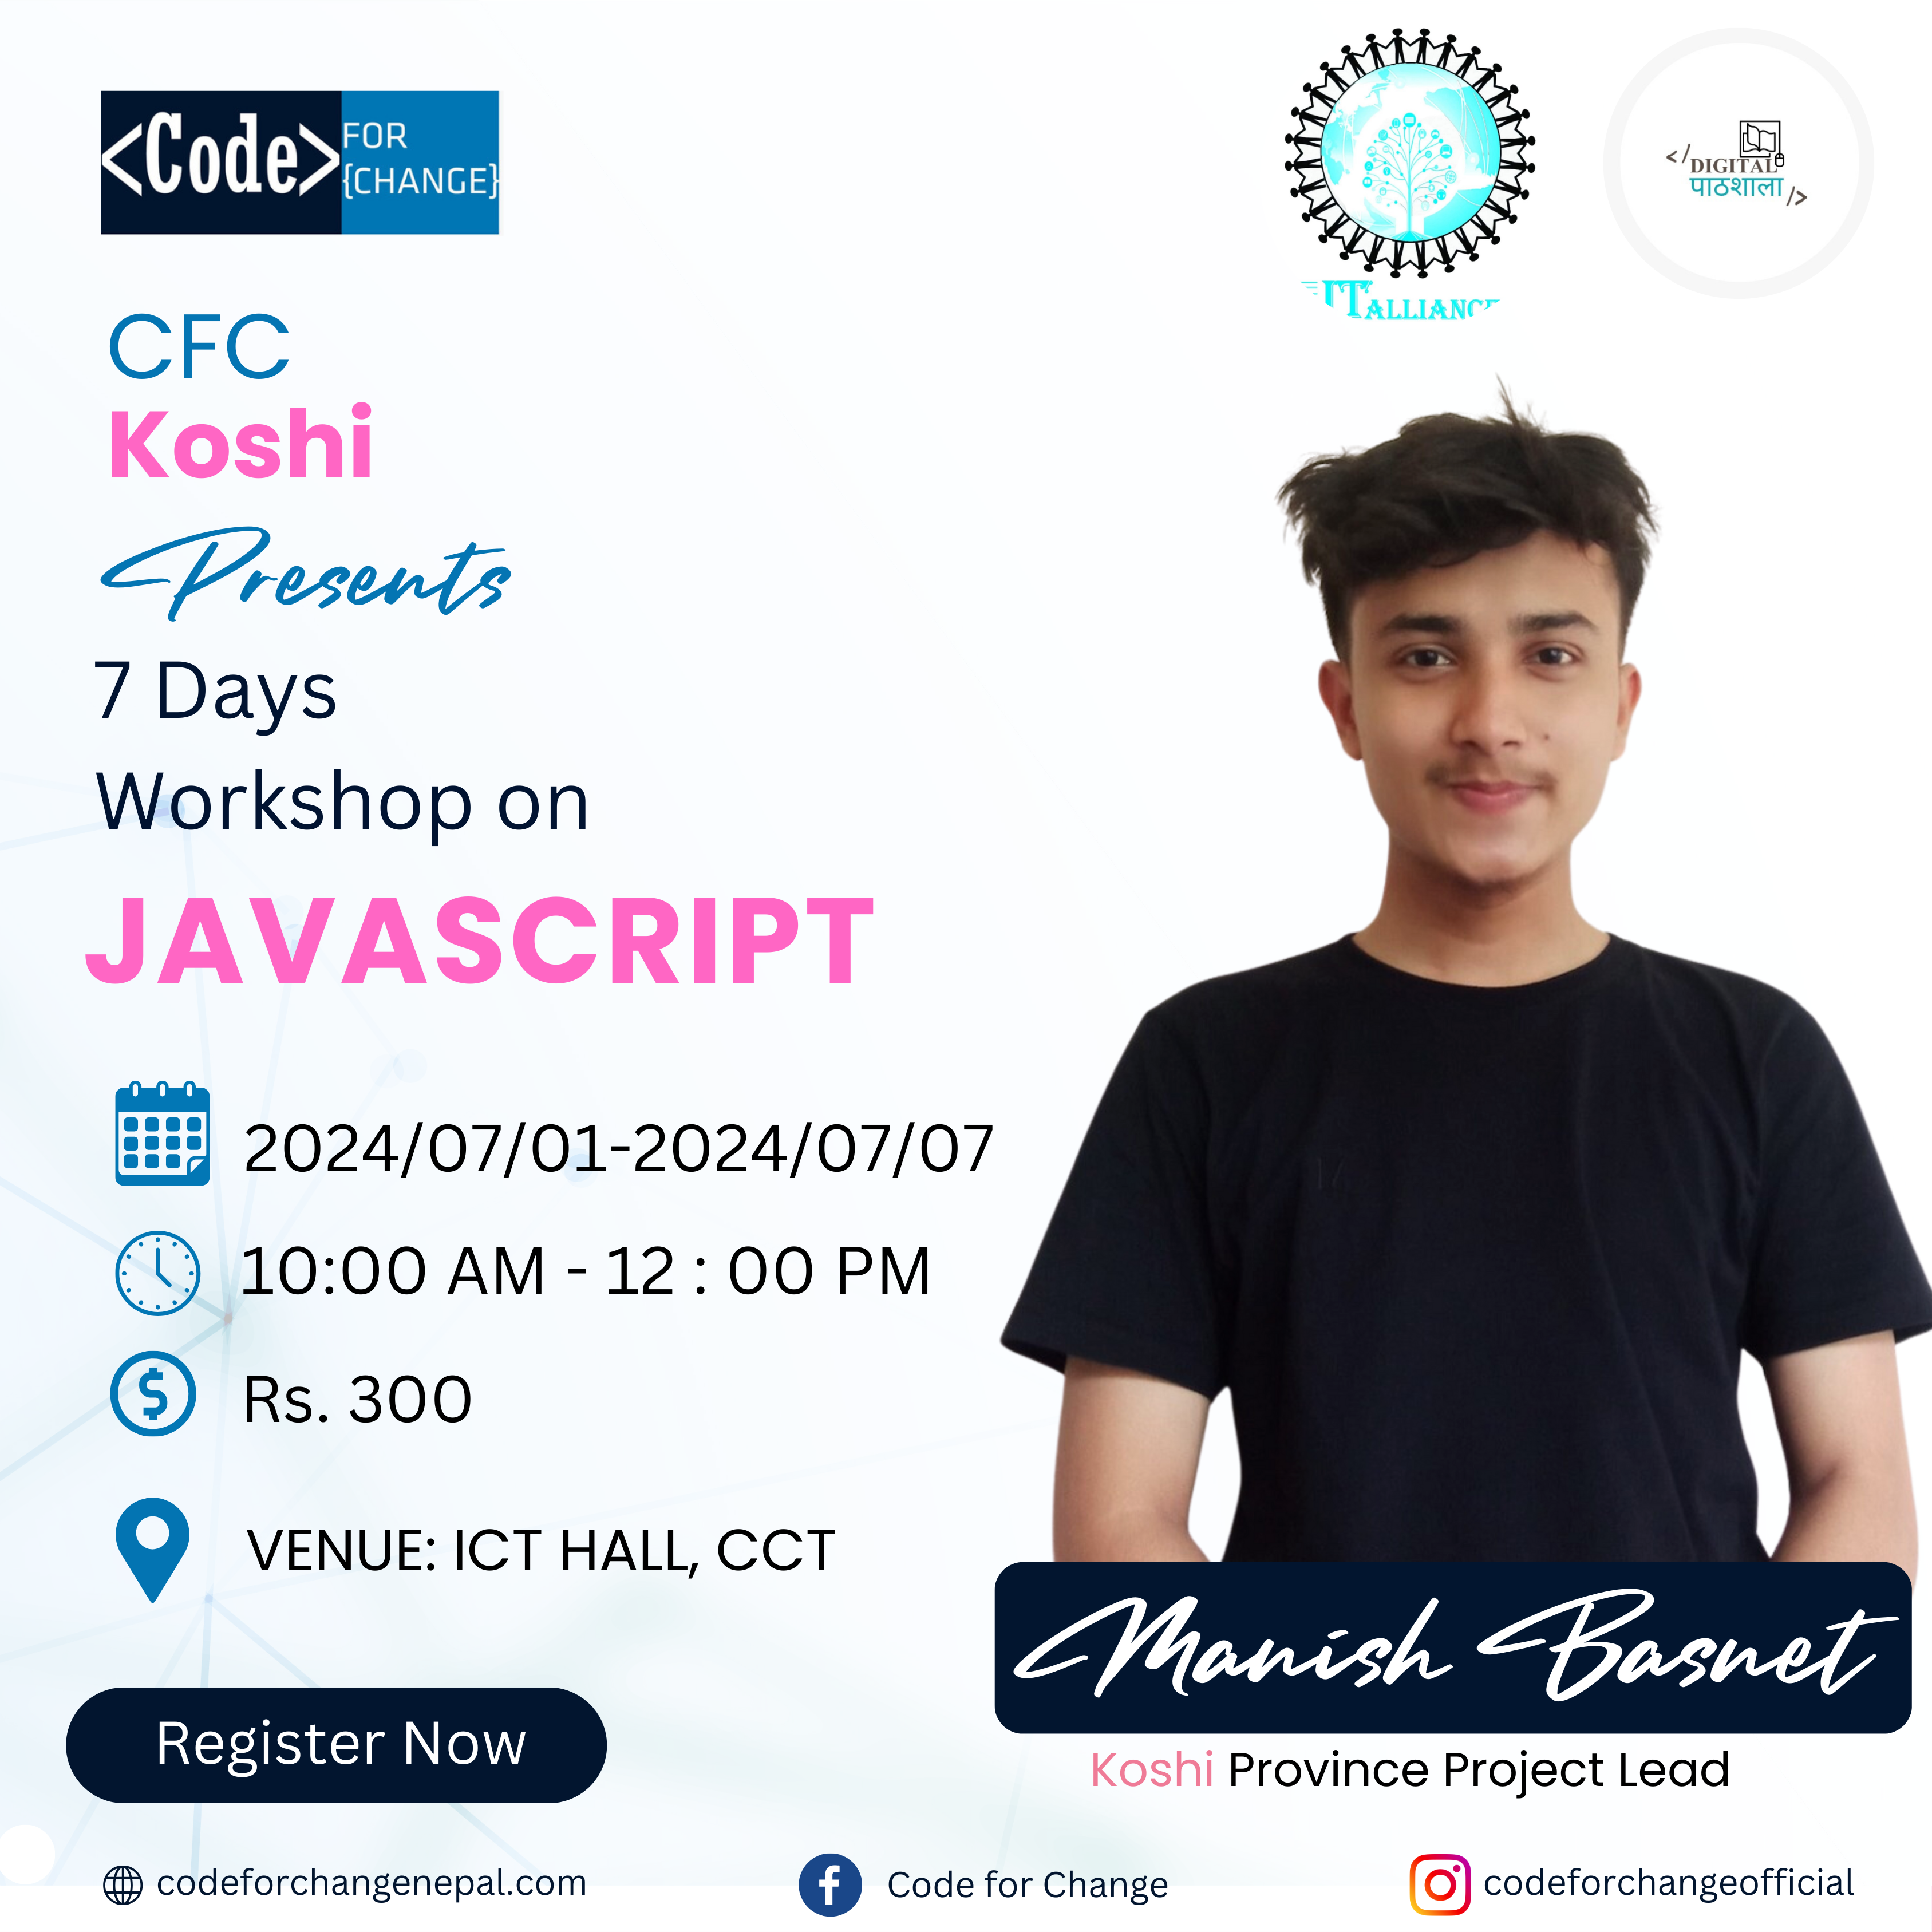 <Code> FOR
{CHANGE}
ITALLIANCE
</DIGITAL
पाठशाला />
CFC
Koshi
Presents
7 Days
Workshop on
JAVASCRIPT
2024/07/01-2024/07/07
10:00 AM - 12 : 00 PM
Rs. 300
VENUE: ICT HALL, CCT
Manish Basnet
Register Now
Koshi Province Project Lead
codeforchangenepal.com
Code for Change
codeforchangeofficial